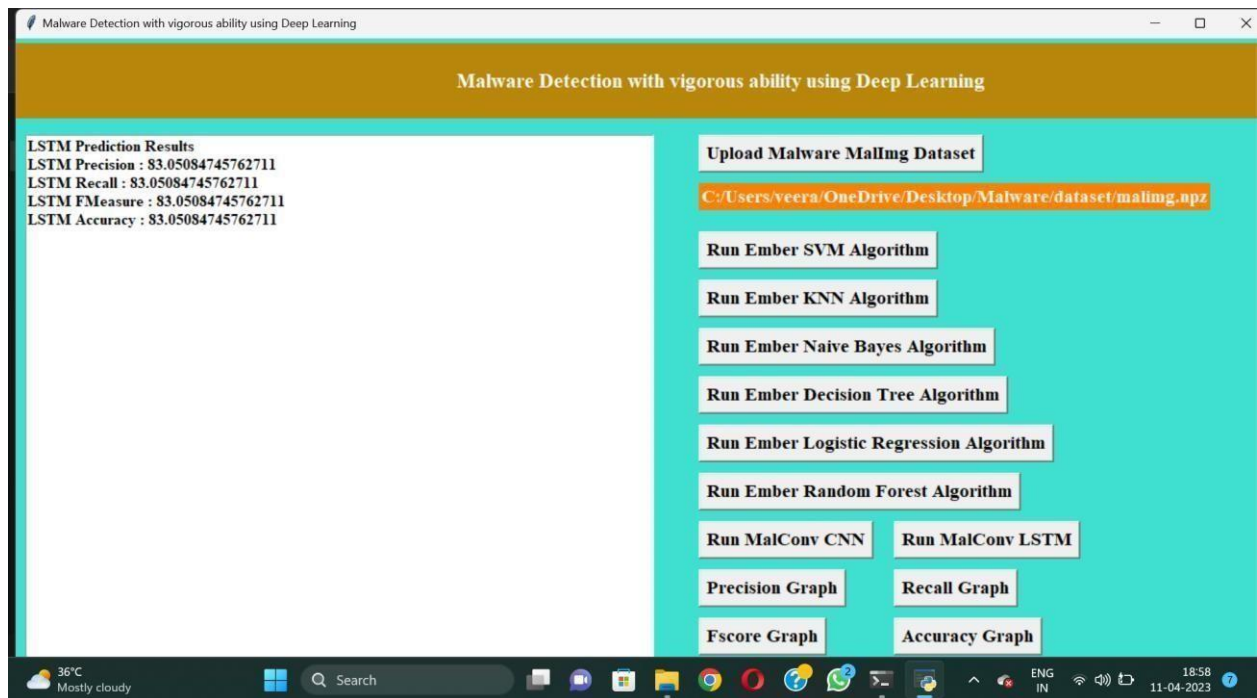 Malware Detection with vigorous ability using Deep Learning
Malware Detection with vigorous ability using Deep Learning
LSTM Prediction Results
LSTM Precision : 83.05084745762711
LSTM Recall : 83.05084745762711
LSTM FMeasure : 83.05084745762711
LSTM Accuracy : 83.05084745762711
Upload Malware MalImg Dataset
C:/Users/veera/OneDrive/Desktop/Malware/dataset/malimg.npz
Run Ember SVM Algorithm
Run Ember KNN Algorithm
Run Ember Naive Bayes Algorithm
Run Ember Decision Tree Algorithm
Run Ember Logistic Regression Algorithm
Run Ember Random Forest Algorithm
Run MalConv CNN
Run MalConv LSTM
Precision Graph
Recall Graph
Fscore Graph
Accuracy Graph
36°C
Mostly cloudy
Search
2
ENG
IN
18:58
11-04-2023
7